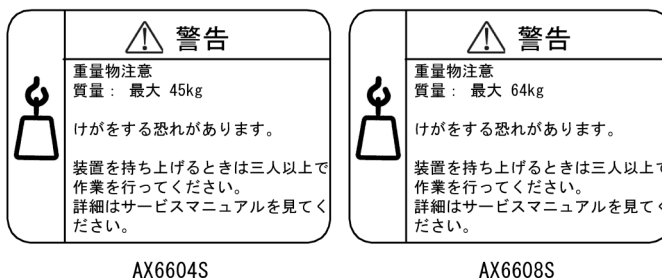 警告
重量物注意
質量： 最大 45kg
けがをする恐れがあります。
装置を持ち上げるときは三人以上で
作業を行ってください。
詳細はサービスマニュアルを見てく
ださい。
AX6604S
警告
重量物注意
質量： 最大 64kg
けがをする恐れがあります。
装置を持ち上げるときは三人以上で
作業を行ってください。
詳細はサービスマニュアルを見てく
ださい。
AX6608S